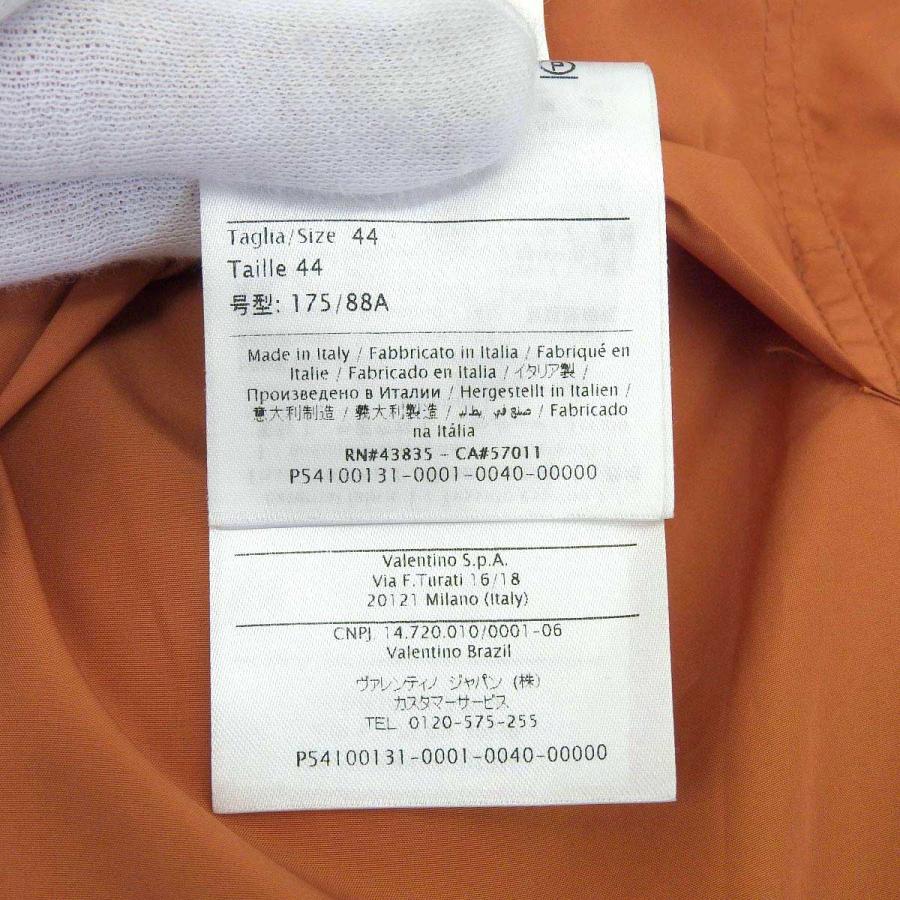 P
Taglia/Size 44
Taille 44
号型: 175/88A
Made in Italy / Fabbricato in Italia / Fabriqué en
Italie / Fabricado en Italia / イタリア製 /
Произведено в Италии / Hergestellt in Italien /
意大利制造 / 義大利製造 / صنع في يطاليا / Fabricado
na Itália
RN#43835 - CA#57011
P54100131-0001-0040-00000
Valentino S.p.A.
Via F.Turati 16/18
20121 Milano (Italy)
CNPJ. 14.720.010/0001-06
Valentino Brazil
ヴァレンティノ ジャパン (株)
カスタマーサービス
TEL 0120-575-255
P54100131-0001-0040-00000